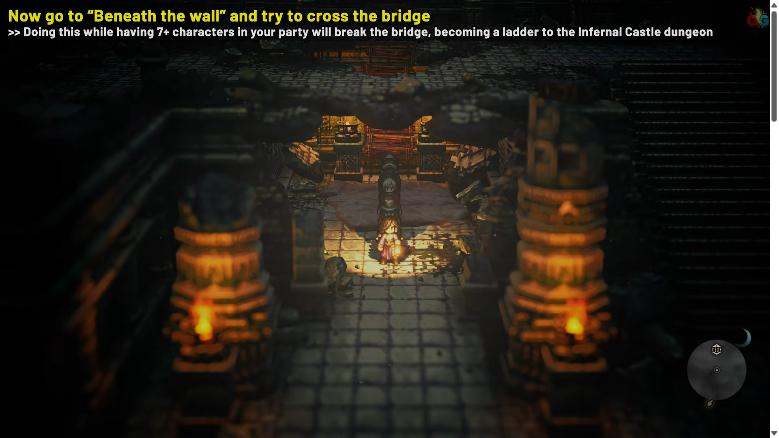 Now go to “Beneath the wall” and try to cross the bridge
>> Doing this while having 7+ characters in your party will break the bridge, becoming a ladder to the Infernal Castle dungeon